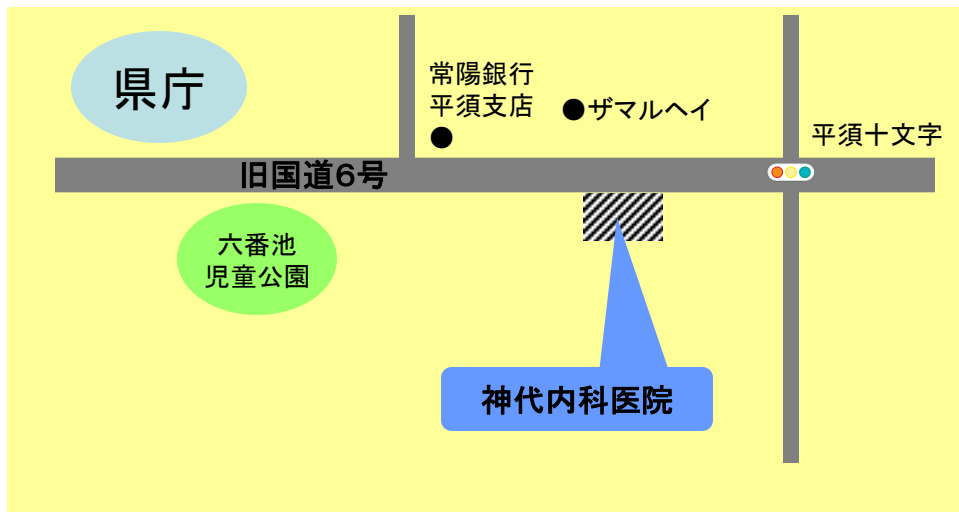 県庁
常陽銀行
平須支店
ザマルヘイ
平須十文字
旧国道6号
六番池
児童公園
神代内科医院